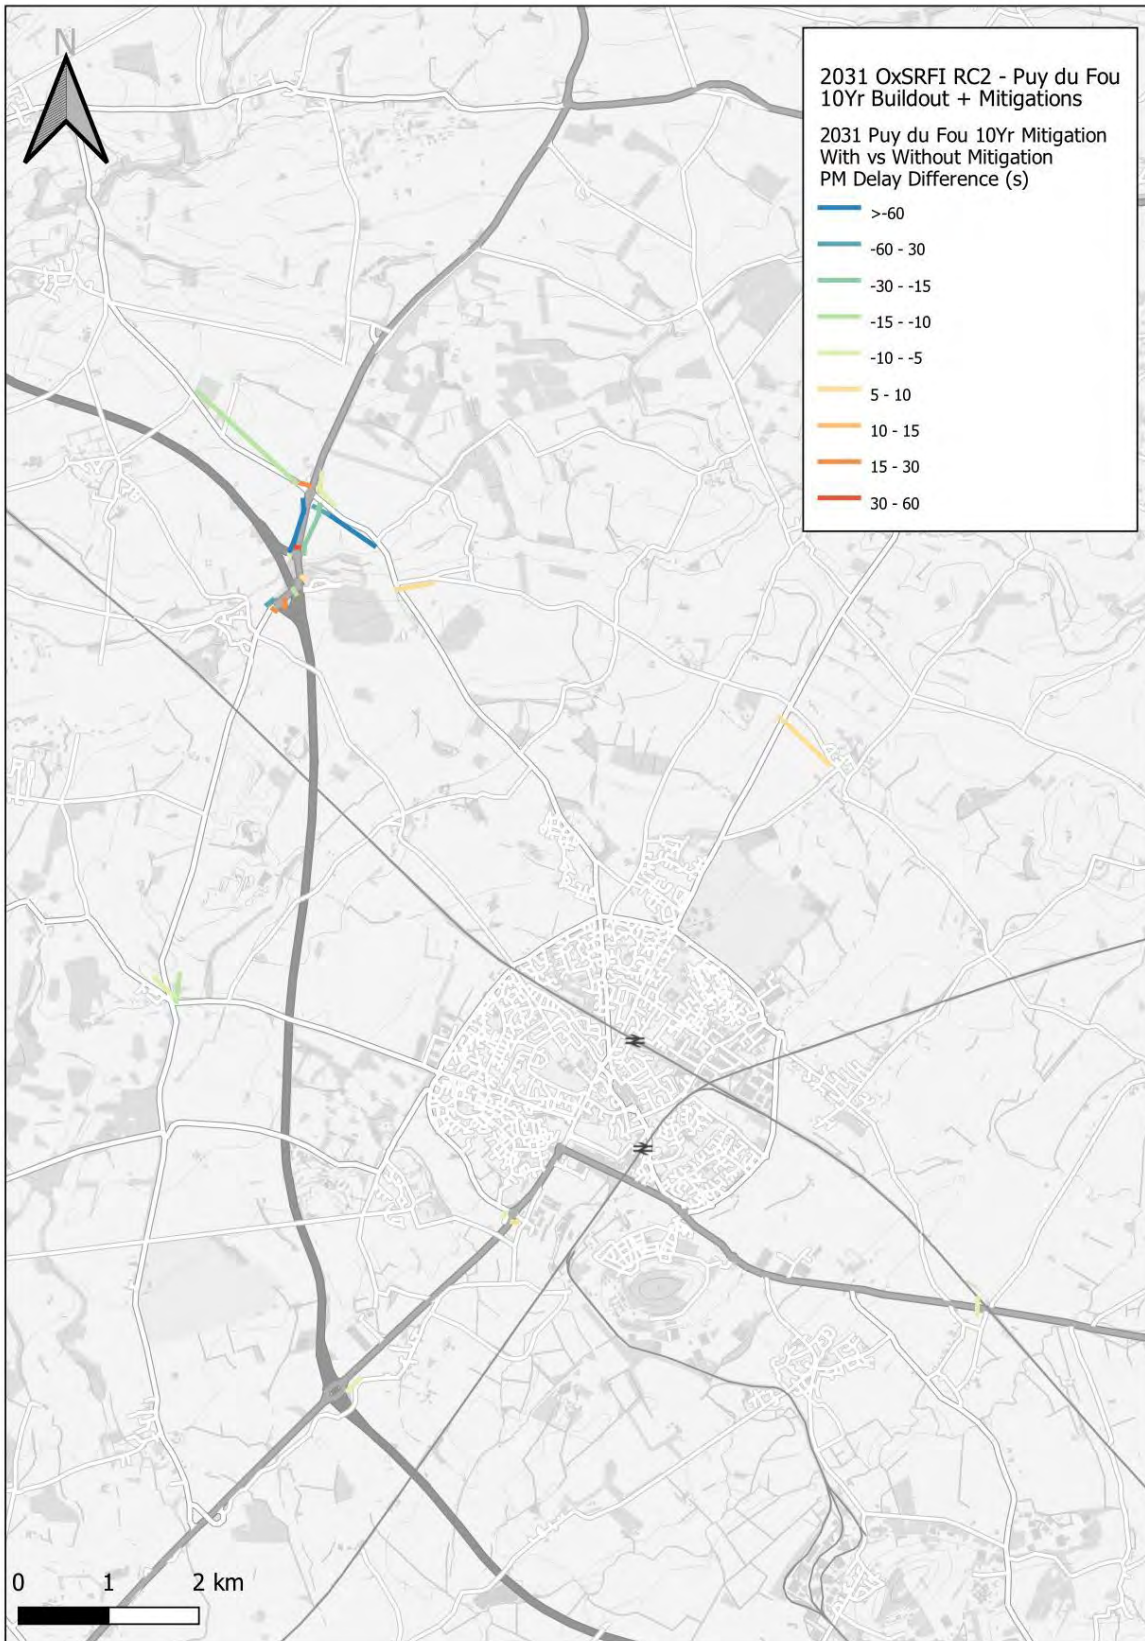 N
2031 OxSRFI RC2 - Puy du Fou
10Yr Buildout + Mitigations
2031 Puy du Fou 10Yr Mitigation
With vs Without Mitigation
PM Delay Difference (s)
>-60
-60 - 30
-30 - -15
-15 - -10
-10 - -5
5 - 10
10 - 15
15 - 30
30 - 60
0 1 2 km